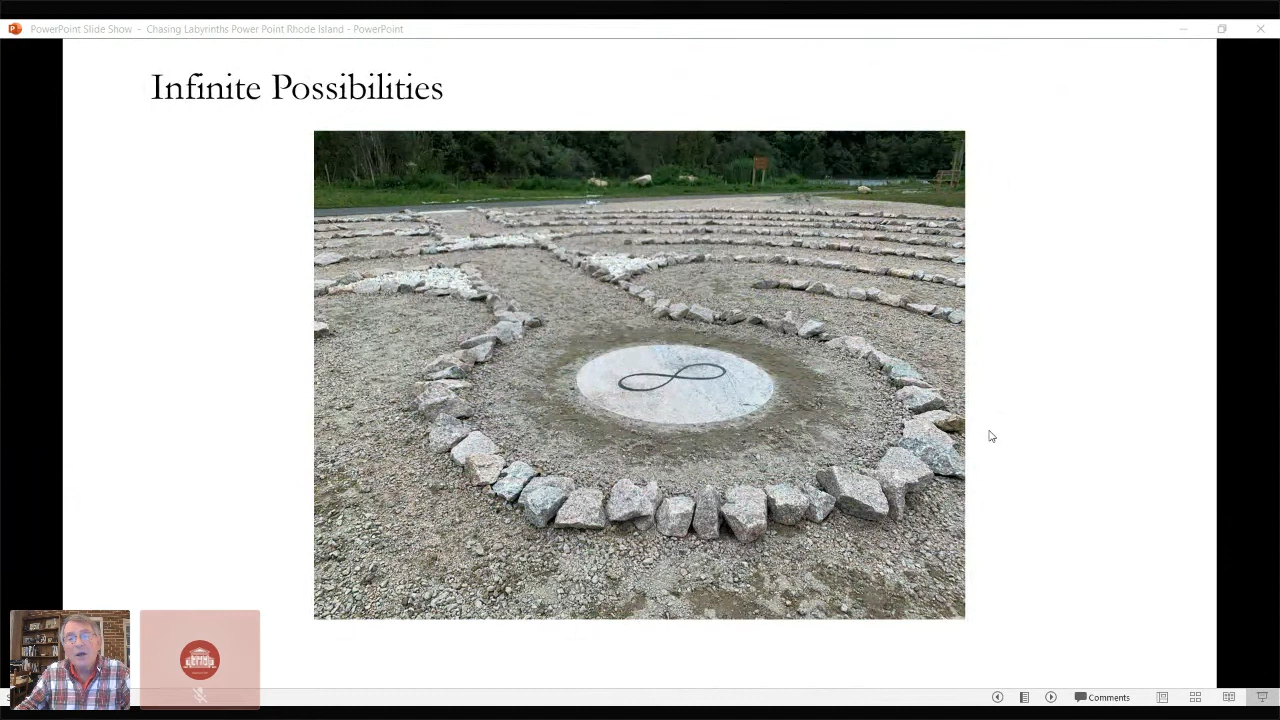 PowerPoint Slide Show - Chasing Labyrinths Power Point Rhode Island - PowerPoint
Infinite Possibilities
Comments